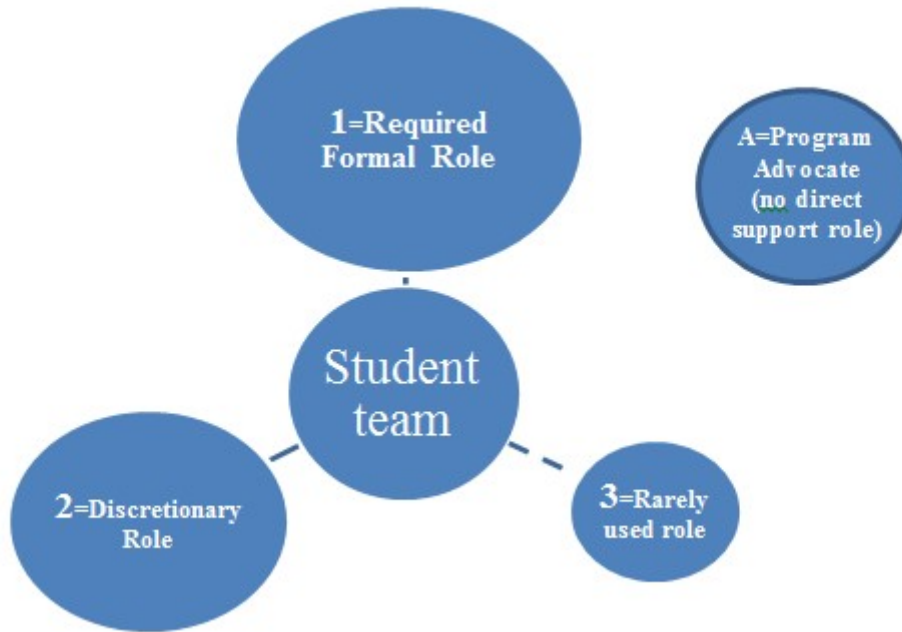 1=Required
Formal Role
A=Program
Advocate
(no direct
support role)
Student
team
2=Discretionary
Role
3=Rarely
used role